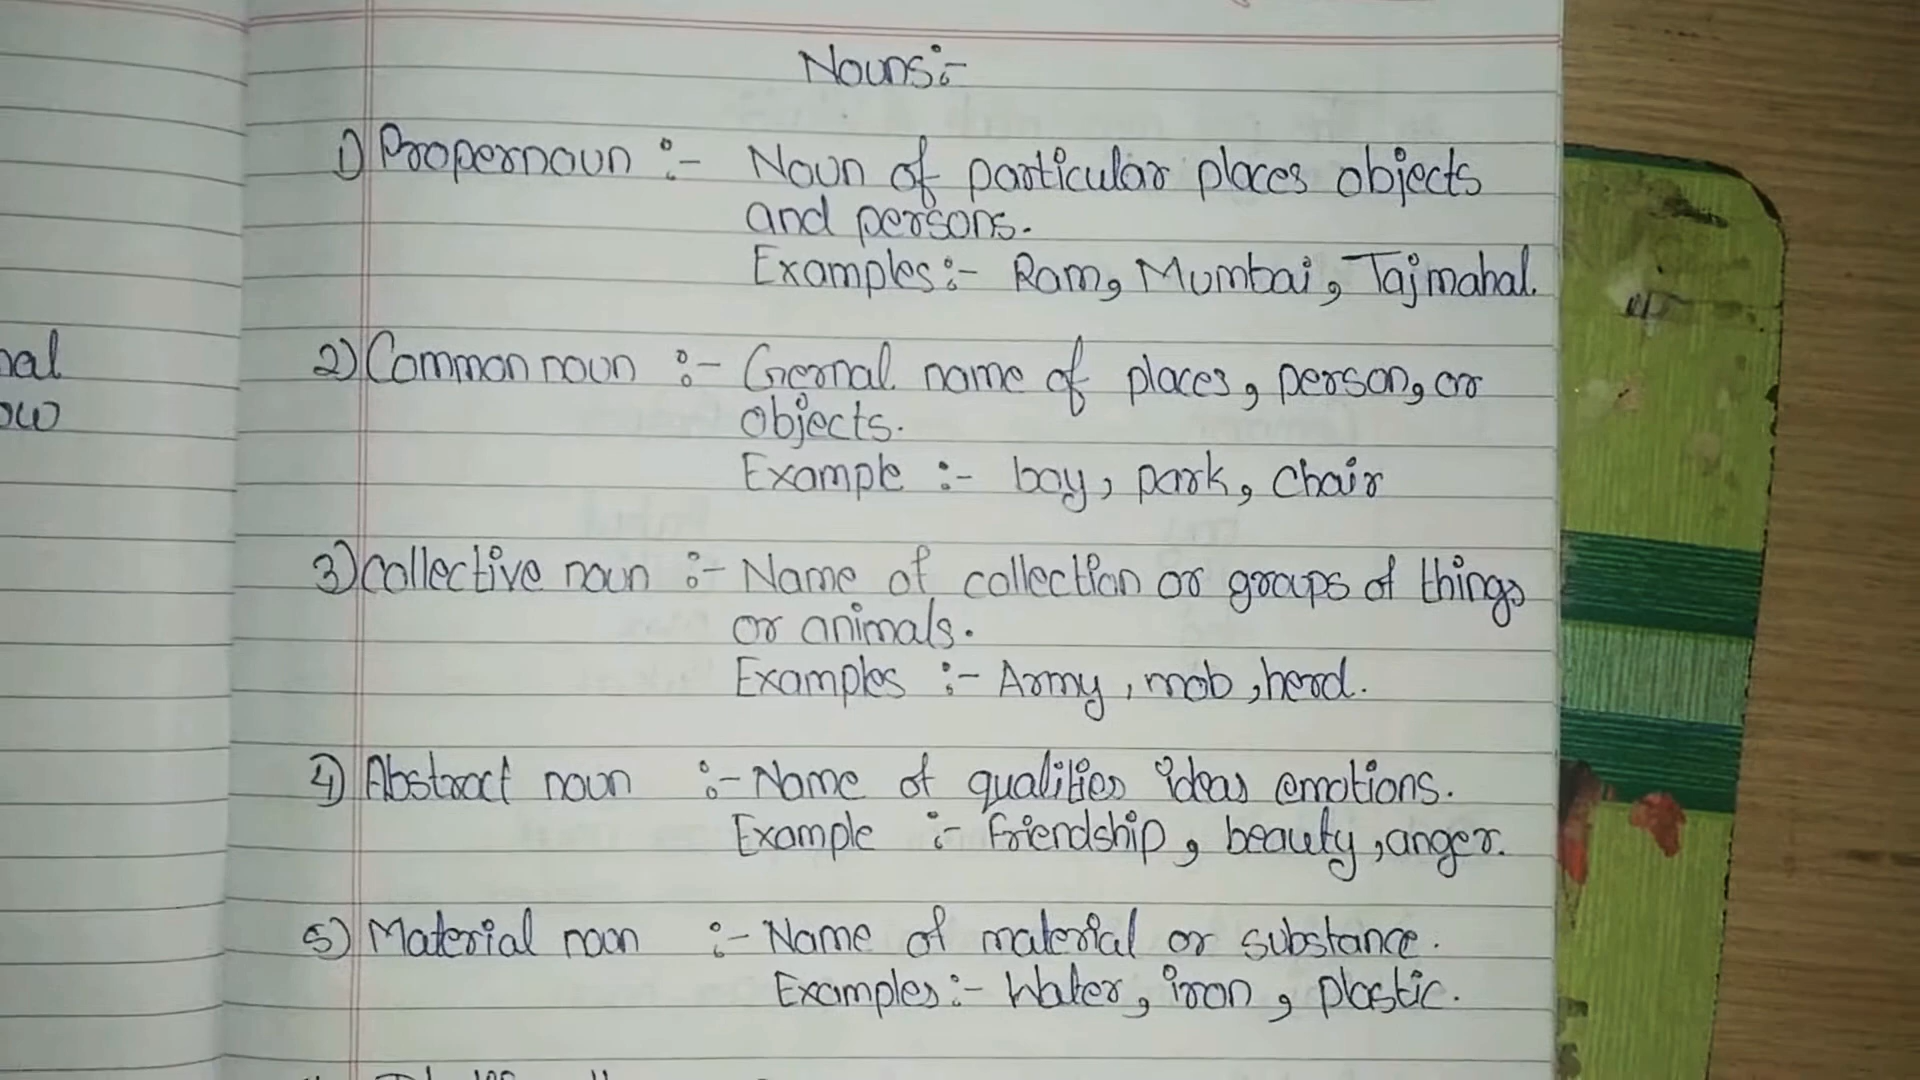 Nouns:-
1) Propernoun :- Noun of particular places objects
and persons.
Examples:- Ram, Mumbai, Tajmahal.
nal
ow
2) Common noun :- Gernal name of places, person, or
objects.
Example :- boy, park, chair
3) collective noun :- Name of collection or groups of things
or animals.
Examples :- Army, mob, herd.
4) Abstract noun :- Name of qualities ideas emotions.
Example :- friendship, beauty, anger.
5) Material noun :- Name of material or substance.
Examples:- Water, iron, plastic.